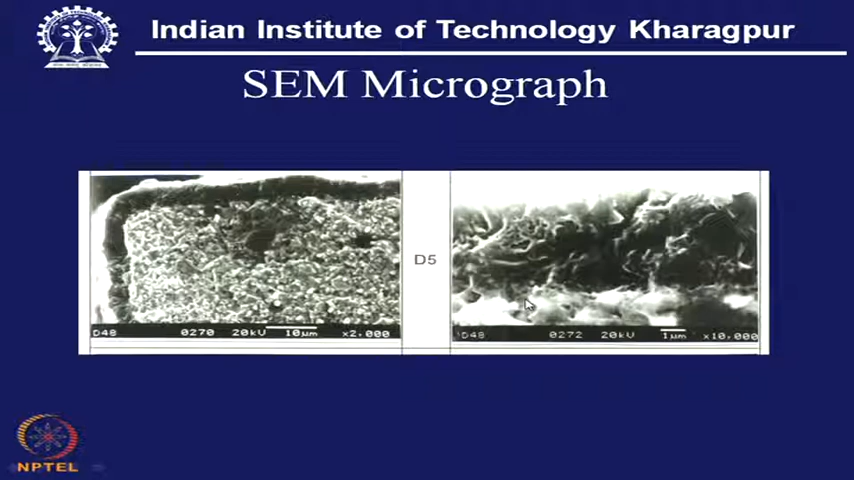 Indian Institute of Technology Kharagpur
SEM Micrograph
D5
D48 0270 20kV 10µm x2,000
D48 0272 20kV 1µm x10,000
NPTEL